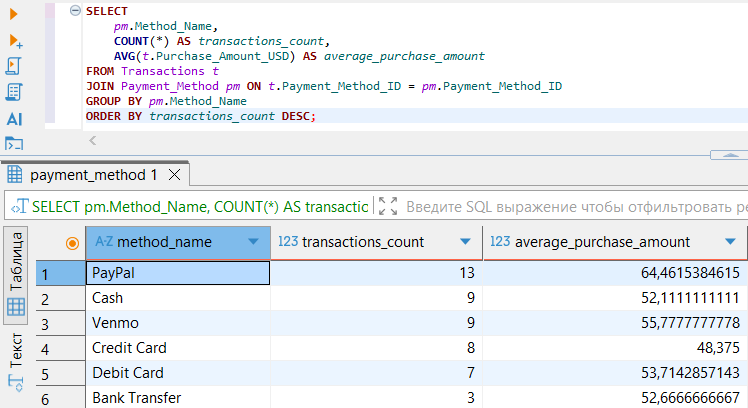 SELECT
pm.Method_Name,
COUNT(*) AS transactions_count,
AVG(t.Purchase_Amount_USD) AS average_purchase_amount
FROM Transactions t
JOIN Payment_Method pm ON t.Payment_Method_ID = pm.Payment_Method_ID
GROUP BY pm.Method_Name
ORDER BY transactions_count DESC;
AI
payment_method 1
SELECT pm.Method_Name, COUNT(*) AS transactic Введите SQL выражение чтобы отфильтровать ре
Таблица
Текст
A-Z method_name 123 transactions_count 123 average_purchase_amount
1 PayPal 13 64,4615384615
2 Cash 9 52,1111111111
3 Venmo 9 55,7777777778
4 Credit Card 8 48,375
5 Debit Card 7 53,7142857143
6 Bank Transfer 3 52,6666666667